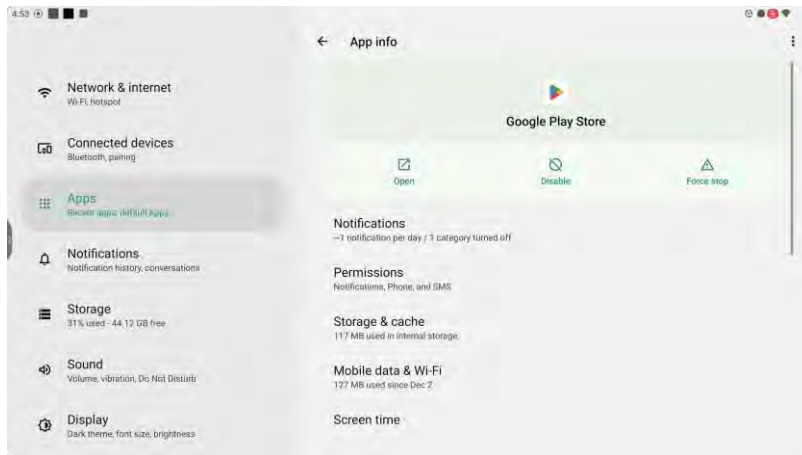 4:53
App info
Network & internet
Wi-Fi, hotspot
Connected devices
Bluetooth, pairing
Apps
Recent apps, default apps
Notifications
Notification history, conversations
Storage
31% used - 44.12 GB free
Sound
Volume, vibration, Do Not Disturb
Display
Dark theme, font size, brightness
Google Play Store
Open
Disable
Force stop
Notifications
~1 notification per day / 1 category turned off
Permissions
Notifications, Phone, and SMS
Storage & cache
117 MB used in internal storage
Mobile data & Wi-Fi
127 MB used since Dec 2
Screen time